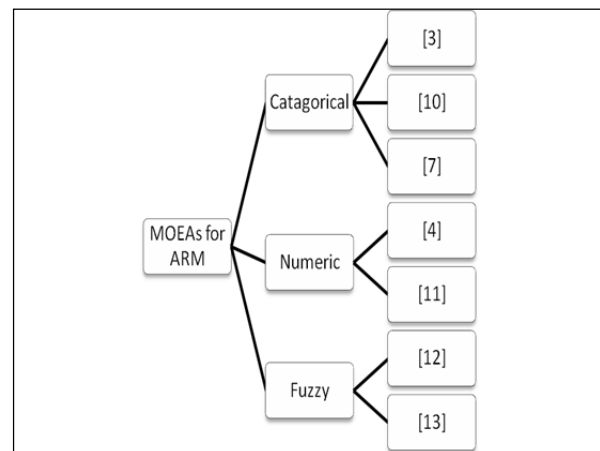 [3]
Catagorical
[10]
[7]
MOEAs for
ARM
[4]
Numeric
[11]
[12]
Fuzzy
[13]